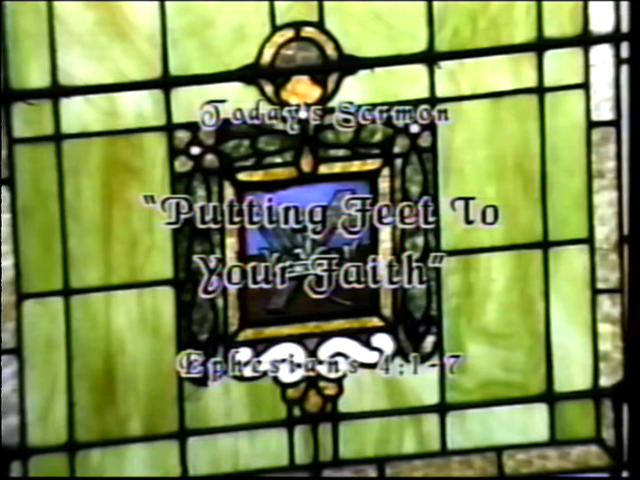 Today's Sermon
"Putting Feet To
Your Faith"
Ephesians 4:1-7